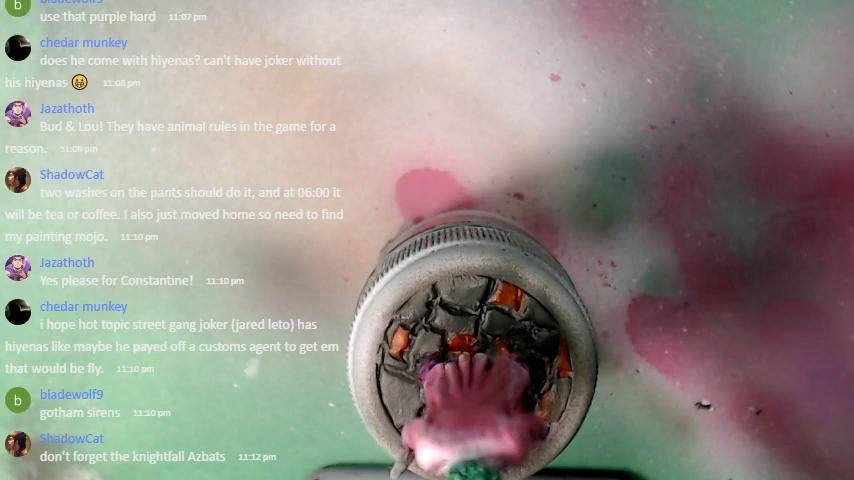 bladewolf9
use that purple hard 11:07 pm
chedar munkey
does he come with hiyenas? can't have joker without
his hiyenas 😁 11:08 pm
Jazathoth
Bud & Lou! They have animal rules in the game for a
reason. 11:09 pm
ShadowCat
two washes on the pants should do it, and at 06:00 it
will be tea or coffee. I also just moved home so need to find
my painting mojo. 11:10 pm
Jazathoth
Yes please for Constantine! 11:10 pm
chedar munkey
i hope hot topic street gang joker (jared leto) has
hiyenas like maybe he payed off a customs agent to get em
that would be fly. 11:10 pm
b bladewolf9
gotham sirens 11:10 pm
ShadowCat
don't forget the knightfall Azbats 11:12 pm